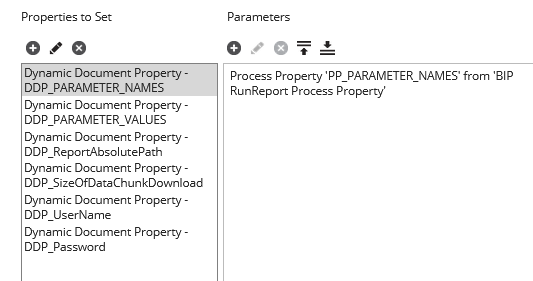 Properties to Set
Parameters
Dynamic Document Property -
DDP_PARAMETER_NAMES
Dynamic Document Property -
DDP_PARAMETER_VALUES
Dynamic Document Property -
DDP_ReportAbsolutePath
Dynamic Document Property -
DDP_SizeOfDataChunkDownload
Dynamic Document Property -
DDP_UserName
Dynamic Document Property -
DDP_Password
Process Property 'PP_PARAMETER_NAMES' from 'BIP
RunReport Process Property'